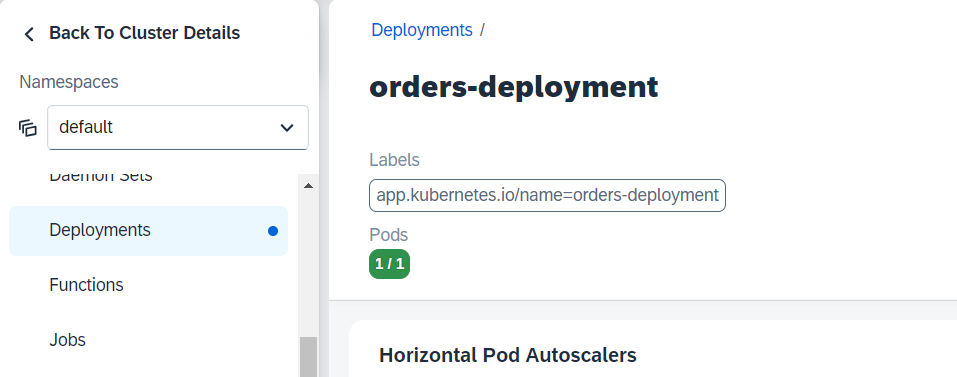 Back To Cluster Details
Namespaces
default
Daemon Sets
Deployments
Functions
Jobs
Deployments /
orders-deployment
Labels
app.kubernetes.io/name=orders-deployment
Pods
1 / 1
Horizontal Pod Autoscalers